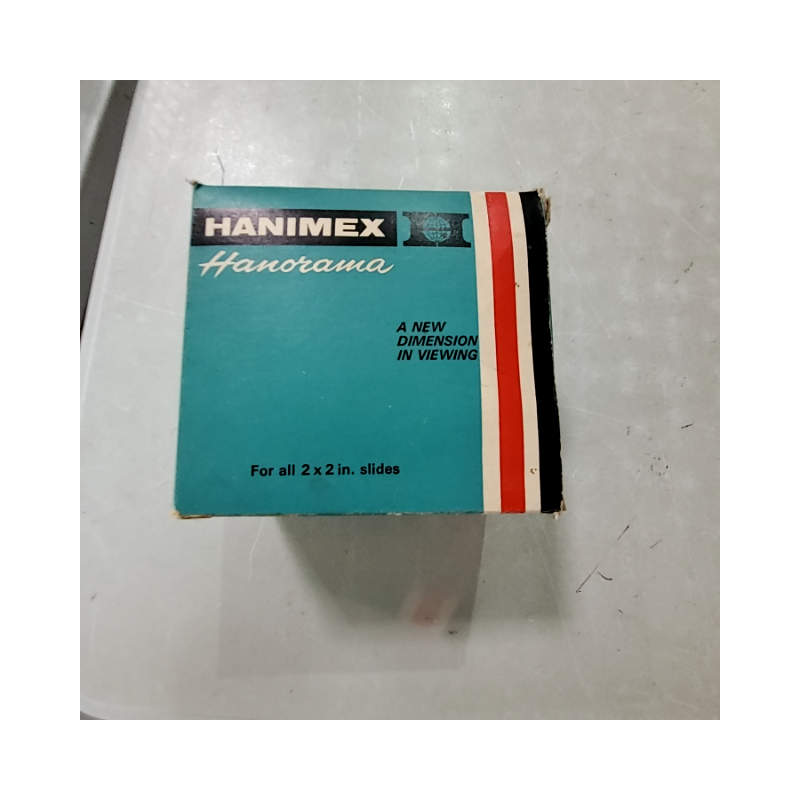 HANIMEX
Hanorama
A NEW
DIMENSION
IN VIEWING
For all 2 x 2 in. slides